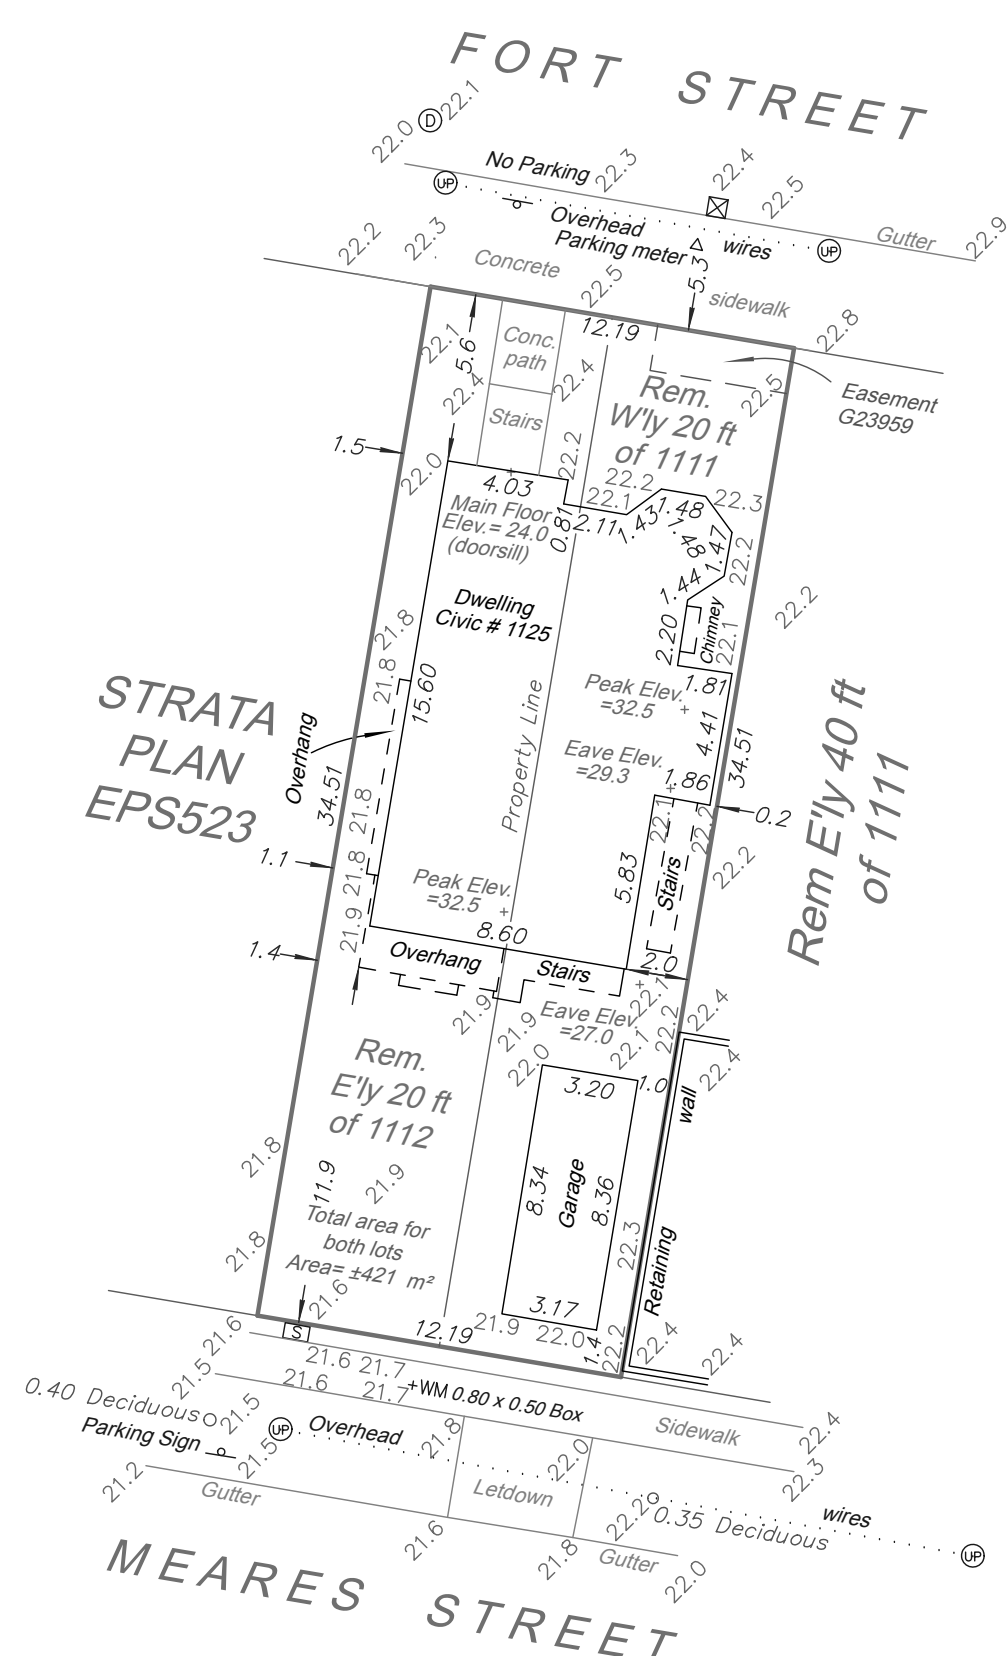 FORT STREET
22.0
D
22.1
No Parking
22.3
22.4
22.5
22.9
UP
Overhead
wires
Parking meter
UP
Gutter
22.2
22.3
Concrete
22.5
5.3
sidewalk
22.8
12.19
22.1
5.6
Conc.
path
22.4
22.4
Stairs
22.5
Easement
G23959
Rem.
W'ly 20 ft
of 1111
1.5
22.0
22.2
4.03
22.2
22.1
22.3
Main Floor
Elev.= 24.0
(doorsill)
0.81
2.11
1.43
1.48
1.48
1.47
22.2
1.44
Dwelling
Civic # 1125
2.20
Chimney
22.1
22.2
21.8
21.8
15.60
Peak Elev.
=32.5
1.81
4.41
34.51
STRATA
PLAN
EPS523
Overhang
34.51
Property Line
Eave Elev.
=29.3
1.86
0.2
Rem E'ly 40 ft
of 1111
21.8
22.1
22.2
1.1
21.8
5.83
Stairs
22.2
Peak Elev.
=32.5
21.9
8.60
1.4
Overhang
Stairs
2.0
21.9
21.9
22.1
22.2
22.4
Eave Elev.
=27.0
22.0
22.1
22.4
Rem.
E'ly 20 ft
of 1112
3.20
1.0
wall
21.8
11.9
21.9
8.34
Garage
8.36
Total area for
both lots
Area= ±421 m²
21.8
22.3
Retaining
21.6
3.17
21.6
S
12.19
21.9
22.0
1.4
22.2
22.4
22.4
21.6
21.7
21.5
21.6
21.7
+WM 0.80 x 0.50 Box
0.40 Deciduous
21.5
Sidewalk
22.4
Parking Sign
UP
Overhead
21.8
21.5
22.0
22.3
21.2
Gutter
Letdown
22.2
0.35 Deciduous
wires
UP
21.6
21.8
Gutter
22.0
MEARES STREET